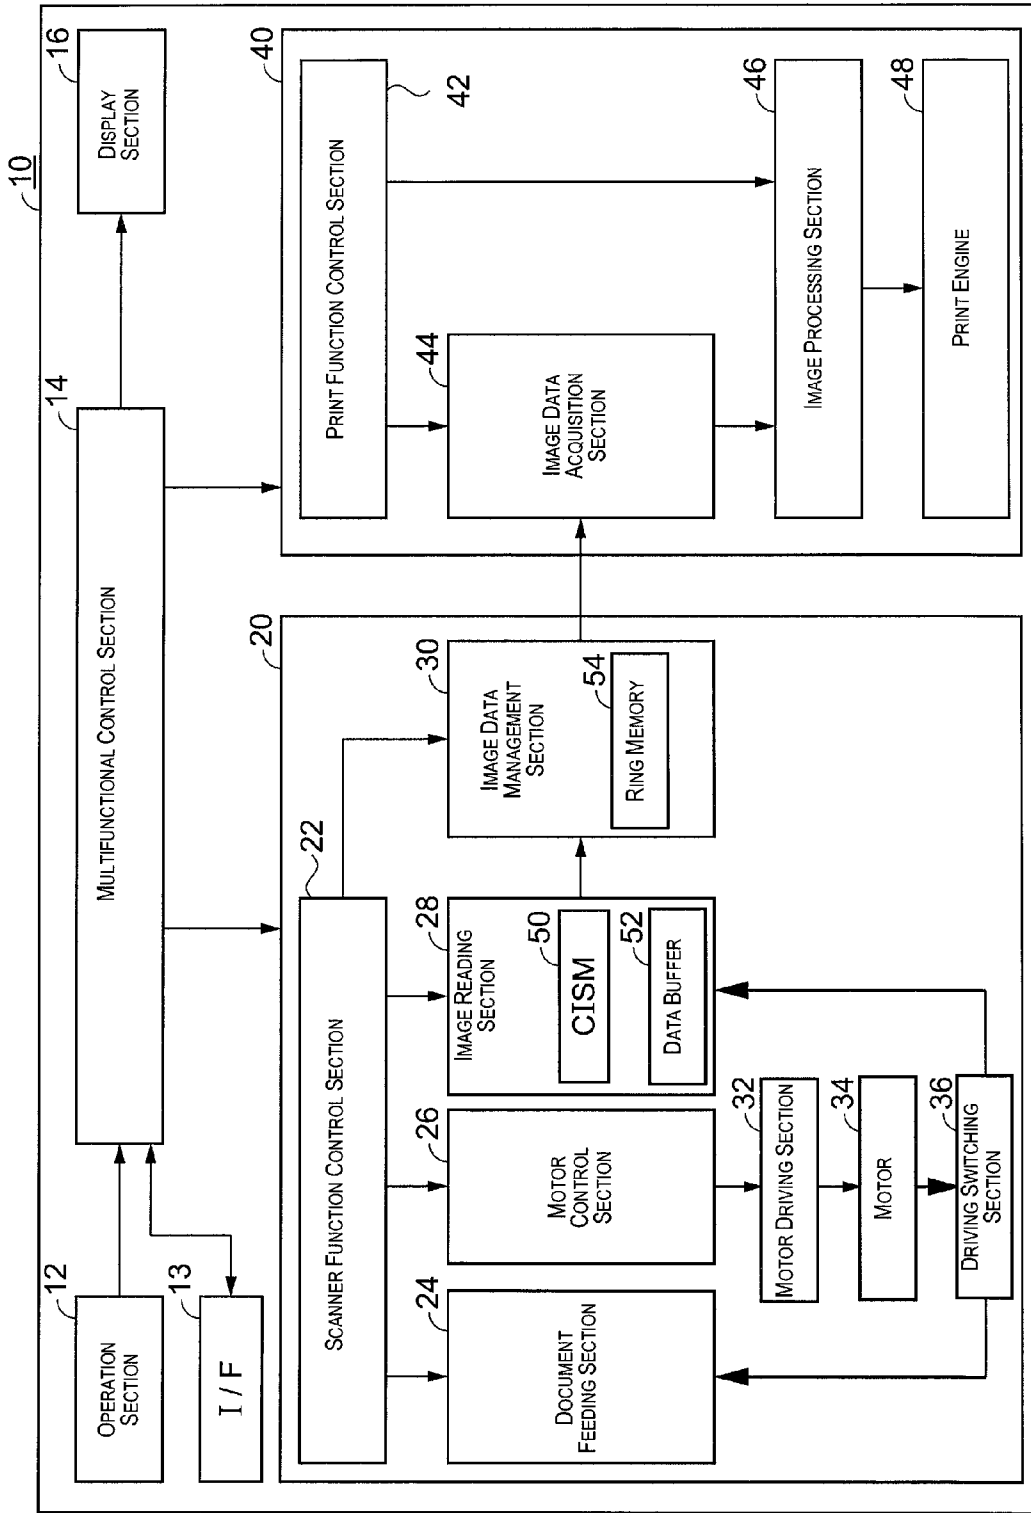 10
12
OPERATION
SECTION
13
I/F
14
MULTIFUNCTIONAL CONTROL SECTION
16
DISPLAY
SECTION
20
22
SCANNER FUNCTION CONTROL SECTION
24
DOCUMENT
FEEDING SECTION
26
MOTOR
CONTROL
SECTION
28
IMAGE READING
SECTION
50
CISM
52
DATA BUFFER
30
IMAGE DATA
MANAGEMENT
SECTION
54
RING MEMORY
32
MOTOR DRIVING SECTION
34
MOTOR
36
DRIVING SWITCHING
SECTION
40
42
PRINT FUNCTION CONTROL SECTION
44
IMAGE DATA
ACQUISITION
SECTION
46
IMAGE PROCESSING SECTION
48
PRINT ENGINE